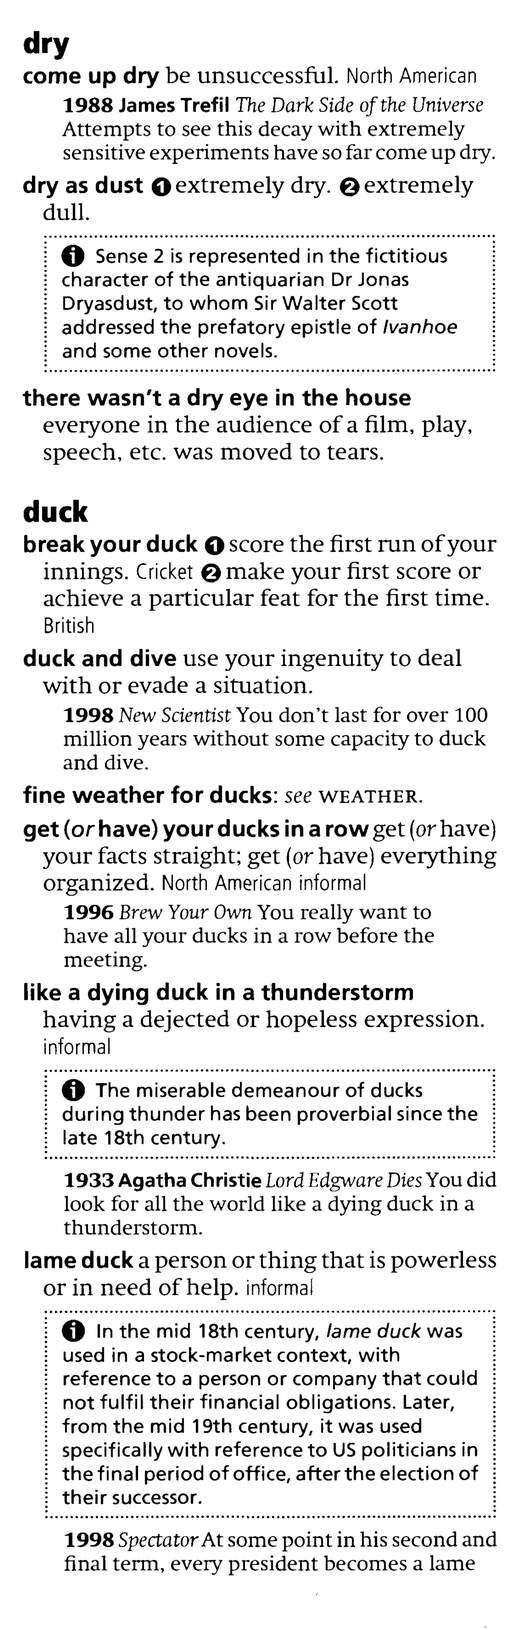 dry
come up dry be unsuccessful. North American
1988 James Trefil The Dark Side of the Universe
Attempts to see this decay with extremely
sensitive experiments have so far come up dry.
dry as dust ❶ extremely dry. ❷ extremely
dull.
ℹ Sense 2 is represented in the fictitious
character of the antiquarian Dr Jonas
Dryasdust, to whom Sir Walter Scott
addressed the prefatory epistle of Ivanhoe
and some other novels.
there wasn't a dry eye in the house
everyone in the audience of a film, play,
speech, etc. was moved to tears.
duck
break your duck ❶ score the first run of your
innings. Cricket ❷ make your first score or
achieve a particular feat for the first time.
British
duck and dive use your ingenuity to deal
with or evade a situation.
1998 New Scientist You don't last for over 100
million years without some capacity to duck
and dive.
fine weather for ducks: see WEATHER.
get (or have) your ducks in a row get (or have)
your facts straight; get (or have) everything
organized. North American informal
1996 Brew Your Own You really want to
have all your ducks in a row before the
meeting.
like a dying duck in a thunderstorm
having a dejected or hopeless expression.
informal
ℹ The miserable demeanour of ducks
during thunder has been proverbial since the
late 18th century.
1933 Agatha Christie Lord Edgware Dies You did
look for all the world like a dying duck in a
thunderstorm.
lame duck a person or thing that is powerless
or in need of help. informal
ℹ In the mid 18th century, lame duck was
used in a stock-market context, with
reference to a person or company that could
not fulfil their financial obligations. Later,
from the mid 19th century, it was used
specifically with reference to US politicians in
the final period of office, after the election of
their successor.
1998 Spectator At some point in his second and
final term, every president becomes a lame